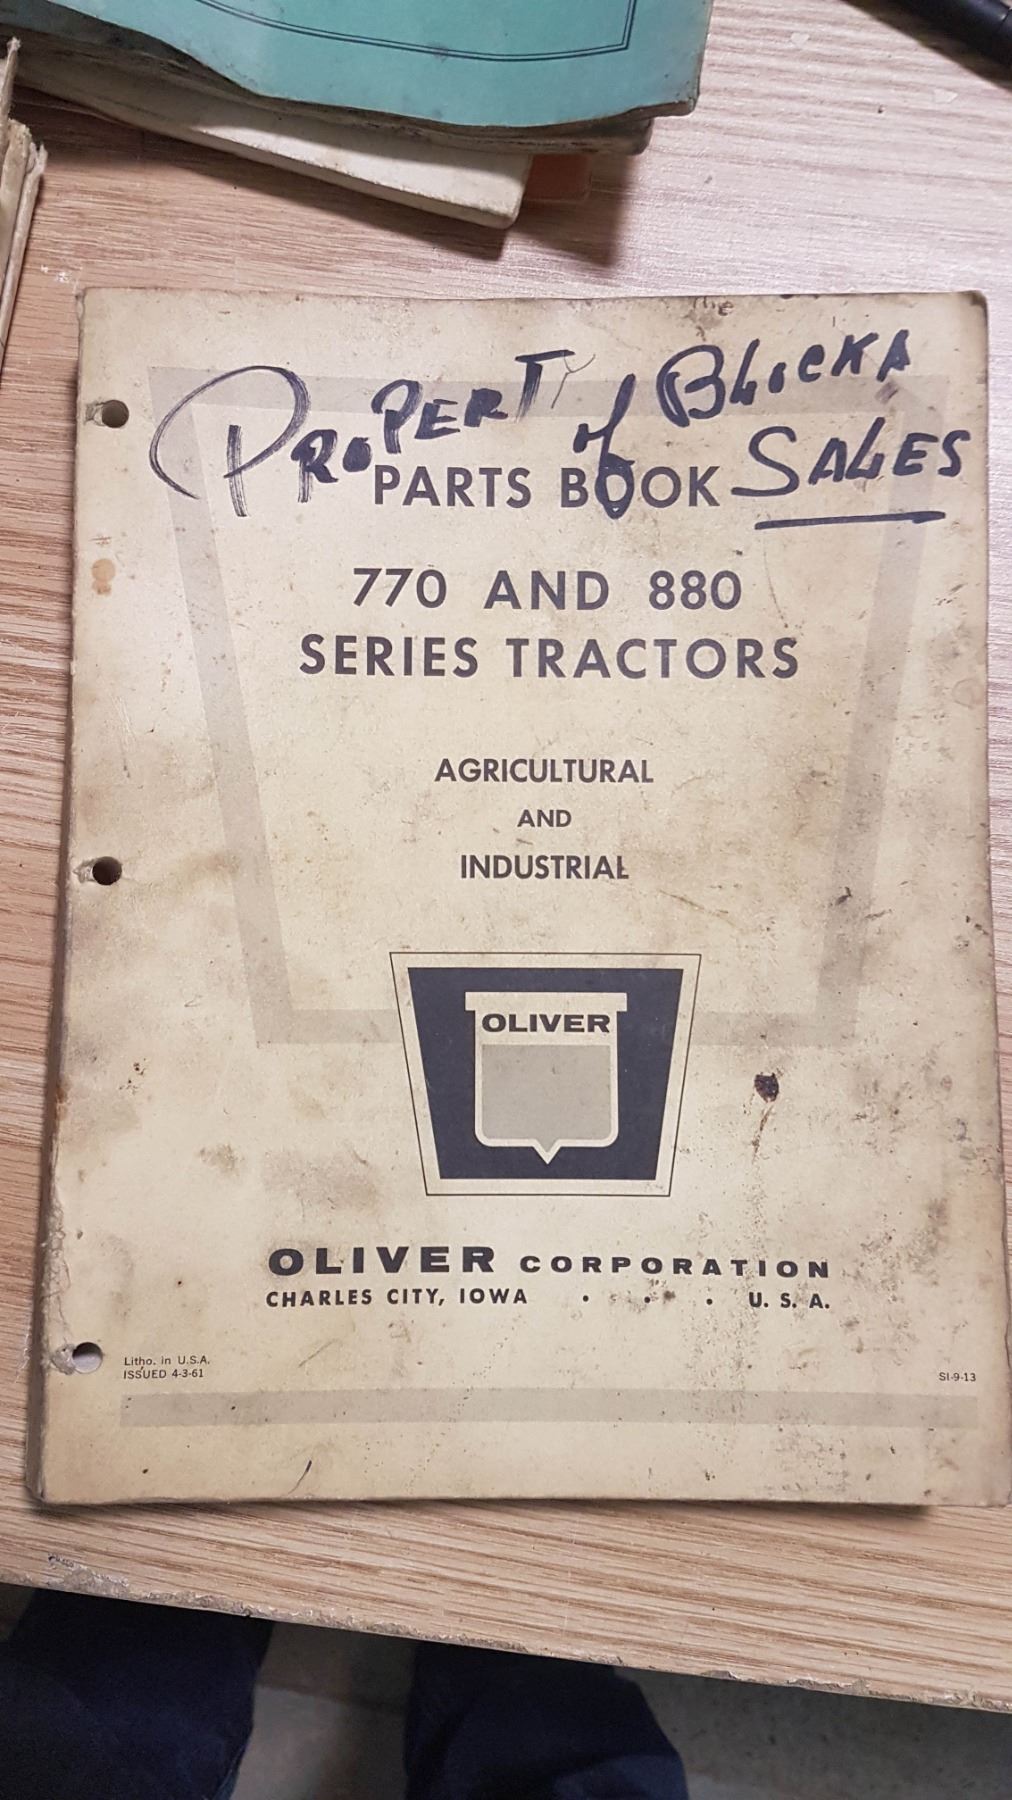 PROPERTY of BLOCKA
SALES
PARTS BOOK
770 AND 880
SERIES TRACTORS
AGRICULTURAL
AND
INDUSTRIAL
OLIVER
OLIVER CORPORATION
CHARLES CITY, IOWA · · · U. S. A.
Litho. in U.S.A.
ISSUED 4-3-61
SI-9-13